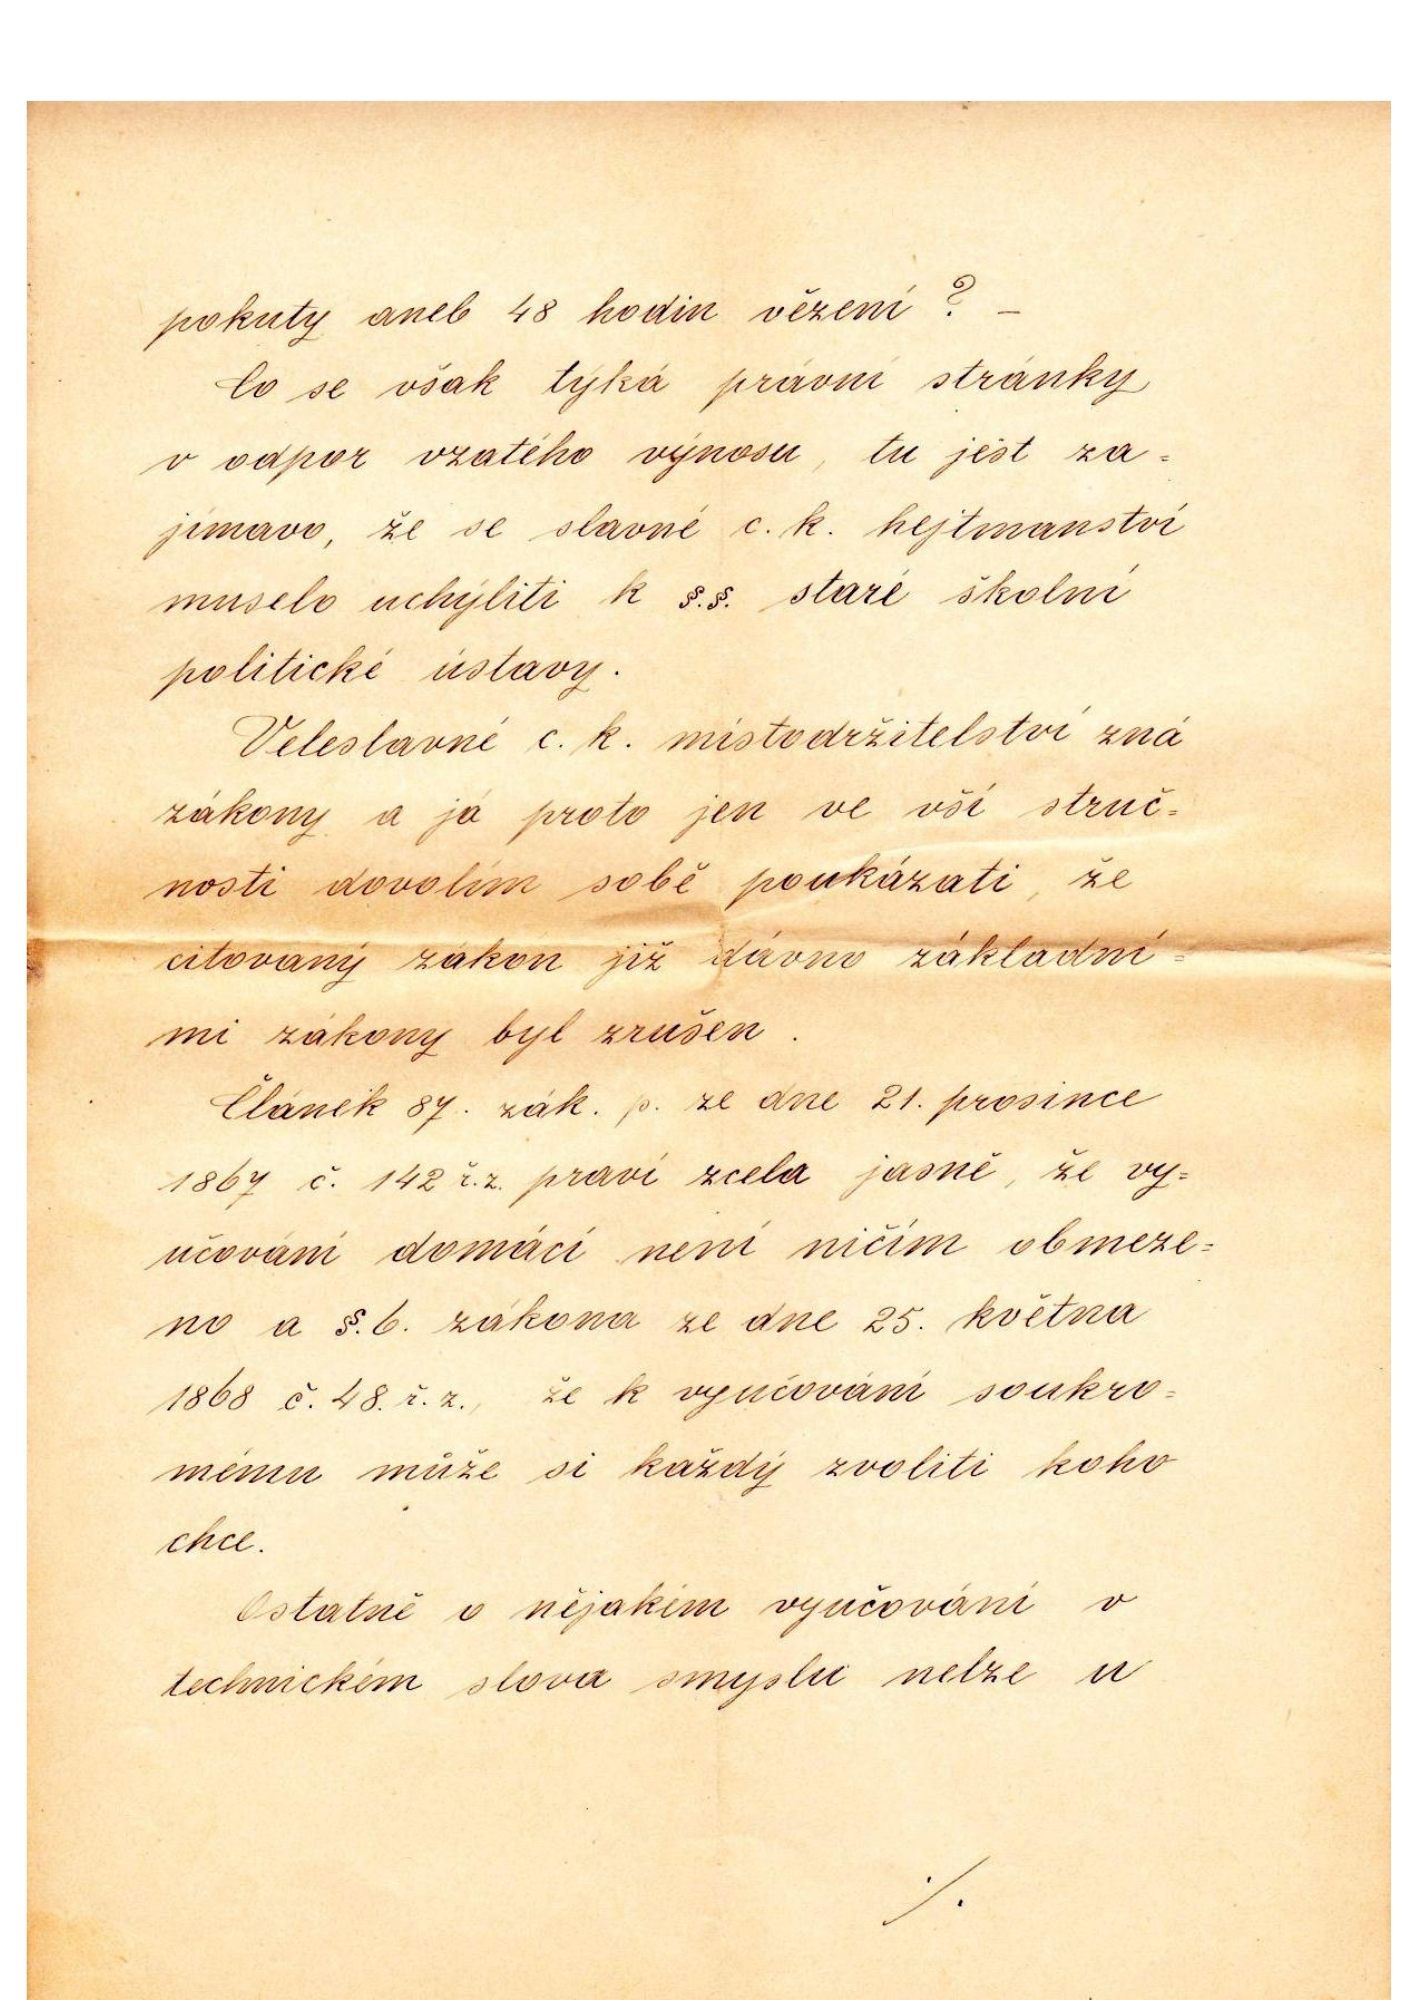 pokuty aneb 48 hodin vězení ? –
Co se však týká právní stránky
v odpor vzatého výnosu, tu jest za=
jímavo, že se slavné c. k. hejtmanství
muselo uchýliti k §.§. staré školní
politické ústavy.
Veleslavné c. k. místodržitelství zná
zákony a já proto jen ve vší struč=
nosti dovolím sobě poukázati, že
citovaný zákon již dávno základní=
mi zákony byl zrušen .
Článek 87. zák. p. ze dne 21. prosince
1867 č. 142 ř.z. praví zcela jasně, že vy=
učování domácí není ničím obmeze=
no a §. 6. zákona ze dne 25. května
1868 č. 48. ř. z., že k vyučování soukro=
mému může si každý zvoliti koho
chce.
Ostatně o nějakém vyučování v
technickém slova smyslu nelze u
./.